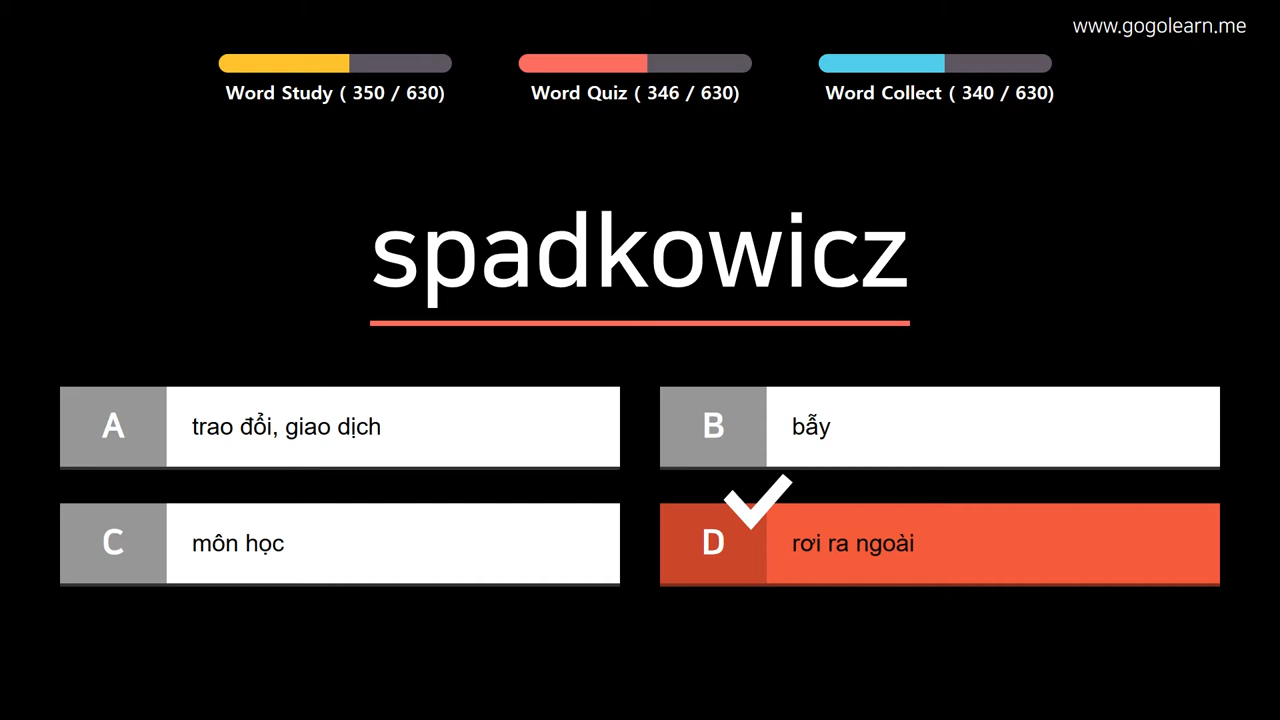 www.gogolearn.me
Word Study ( 350 / 630)
Word Quiz ( 346 / 630)
Word Collect ( 340 / 630)
spadkowicz
A trao đổi, giao dịch
B bẫy
C môn học
D rơi ra ngoài